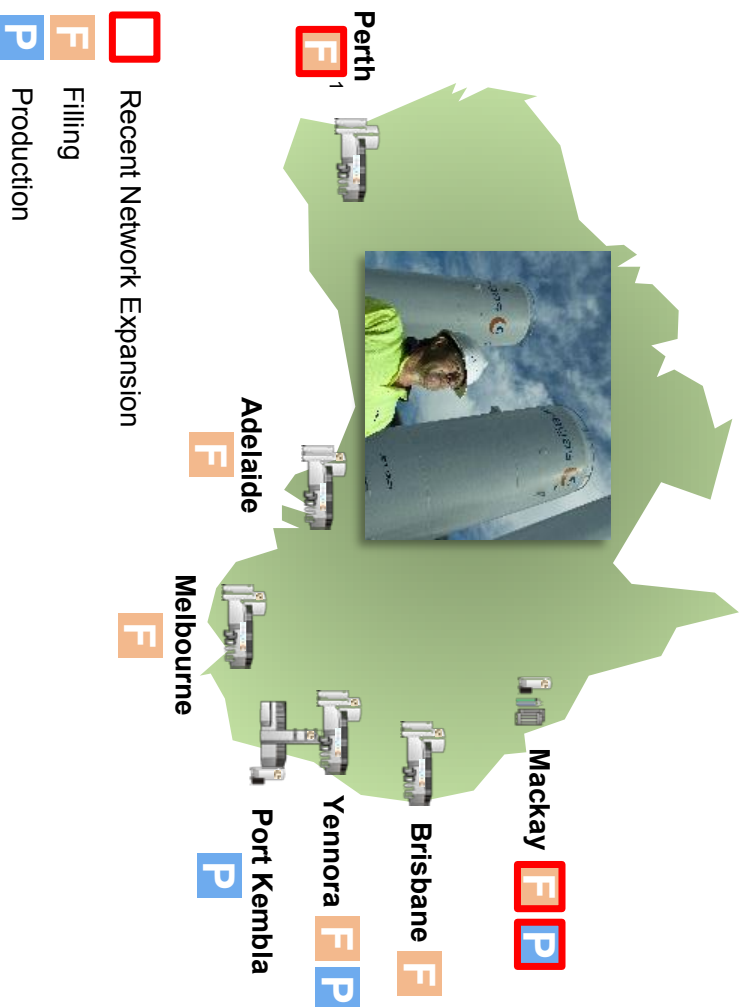 Mackay F P
Brisbane F
Yennora F P
Port Kembla P
Melbourne F
Adelaide F
Perth 1
F
Recent Network Expansion
F Filling
P Production